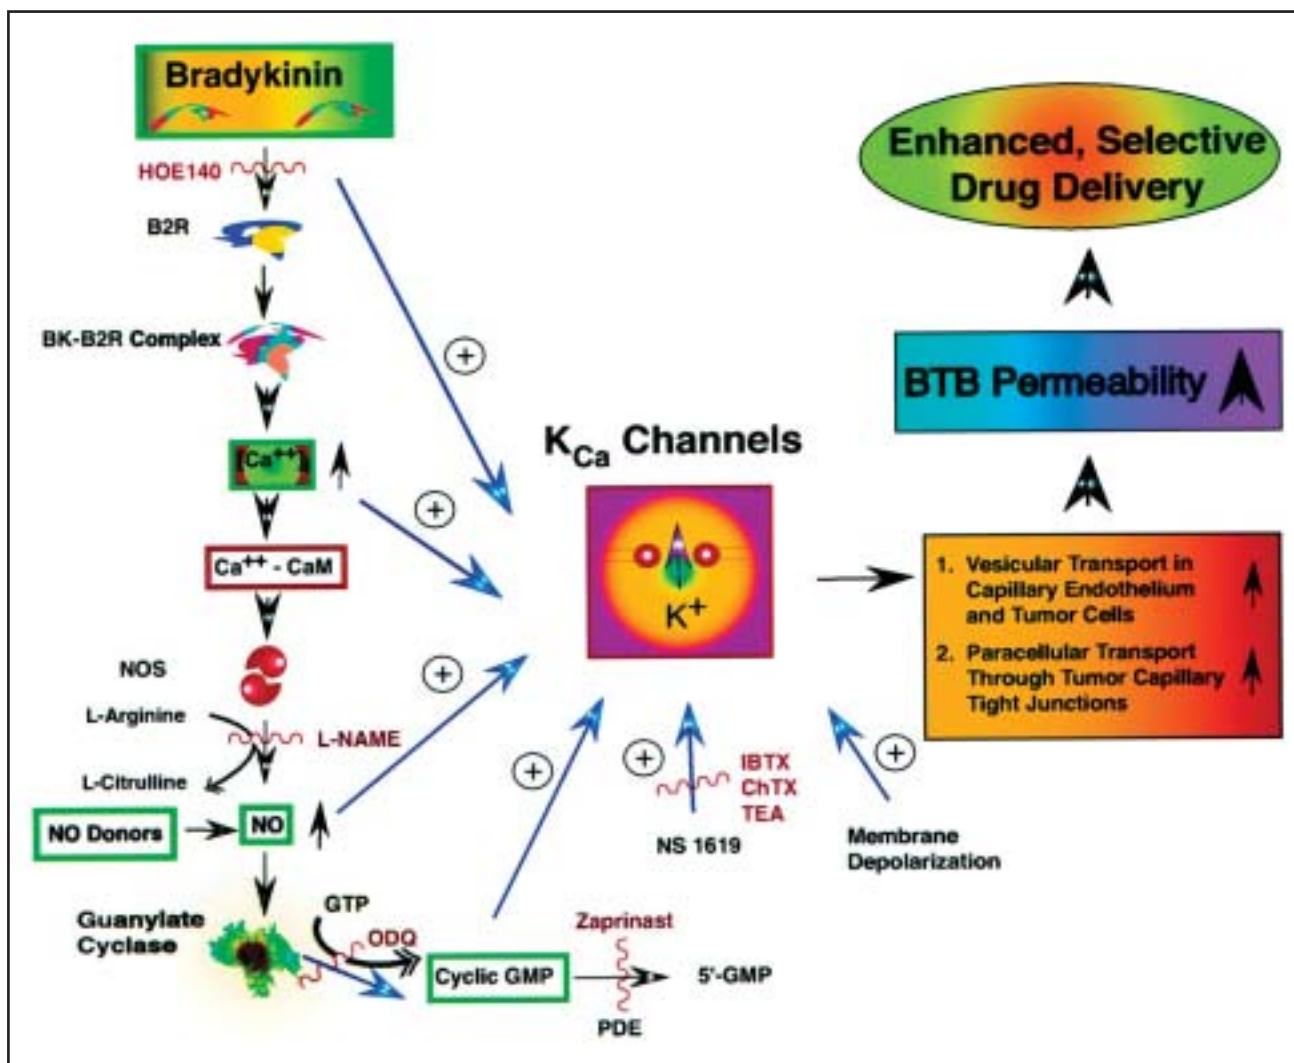 Bradykinin
HOE140
B2R
BK-B2R Complex
[Ca++]
Ca++ - CaM
NOS
L-Arginine
L-NAME
L-Citrulline
NO Donors
NO
Guanylate
Cyclase
GTP
ODQ
Cyclic GMP
Zaprinast
PDE
5'-GMP
+
+
+
+
+
+
KCa Channels
K+
IBTX
ChTX
TEA
NS 1619
Membrane
Depolarization
Enhanced, Selective
Drug Delivery
BTB Permeability
1. Vesicular Transport in
Capillary Endothelium
and Tumor Cells
2. Paracellular Transport
Through Tumor Capillary
Tight Junctions